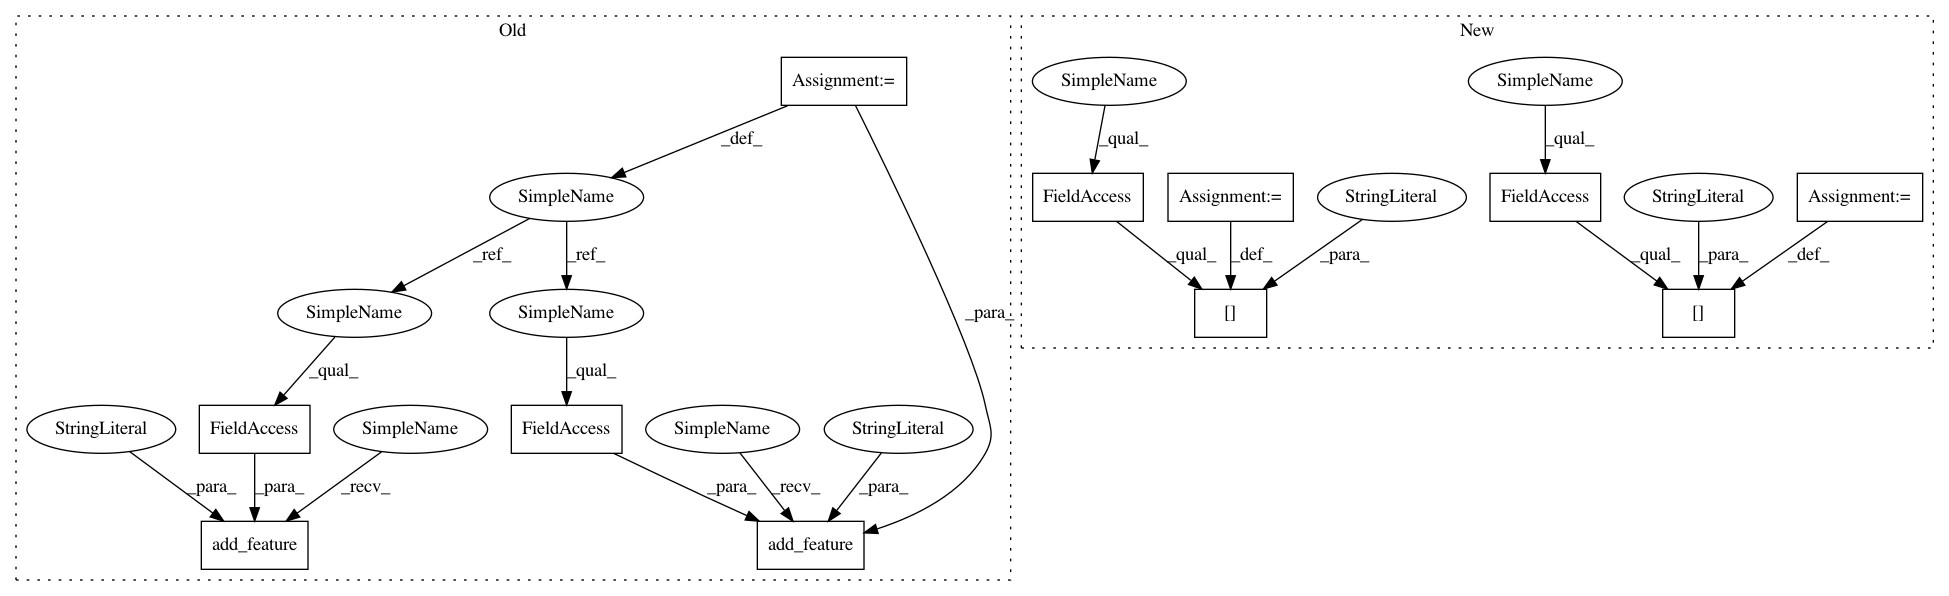 Old
New
Assignment:=
SimpleName
SimpleName
_def_
_qual_
_qual_
SimpleName
FieldAccess
Assignment:=
StringLiteral
FieldAccess
StringLiteral
Assignment:=
_ref_
_ref_
_qual_
_def_
_para_
_qual_
_para_
_def_
SimpleName
SimpleName
_para_
[]
[]
_qual_
_qual_
StringLiteral
FieldAccess
SimpleName
FieldAccess
SimpleName
StringLiteral
_para_
_para_
_recv_
_para_
_recv_
_para_
add_feature
add_feature